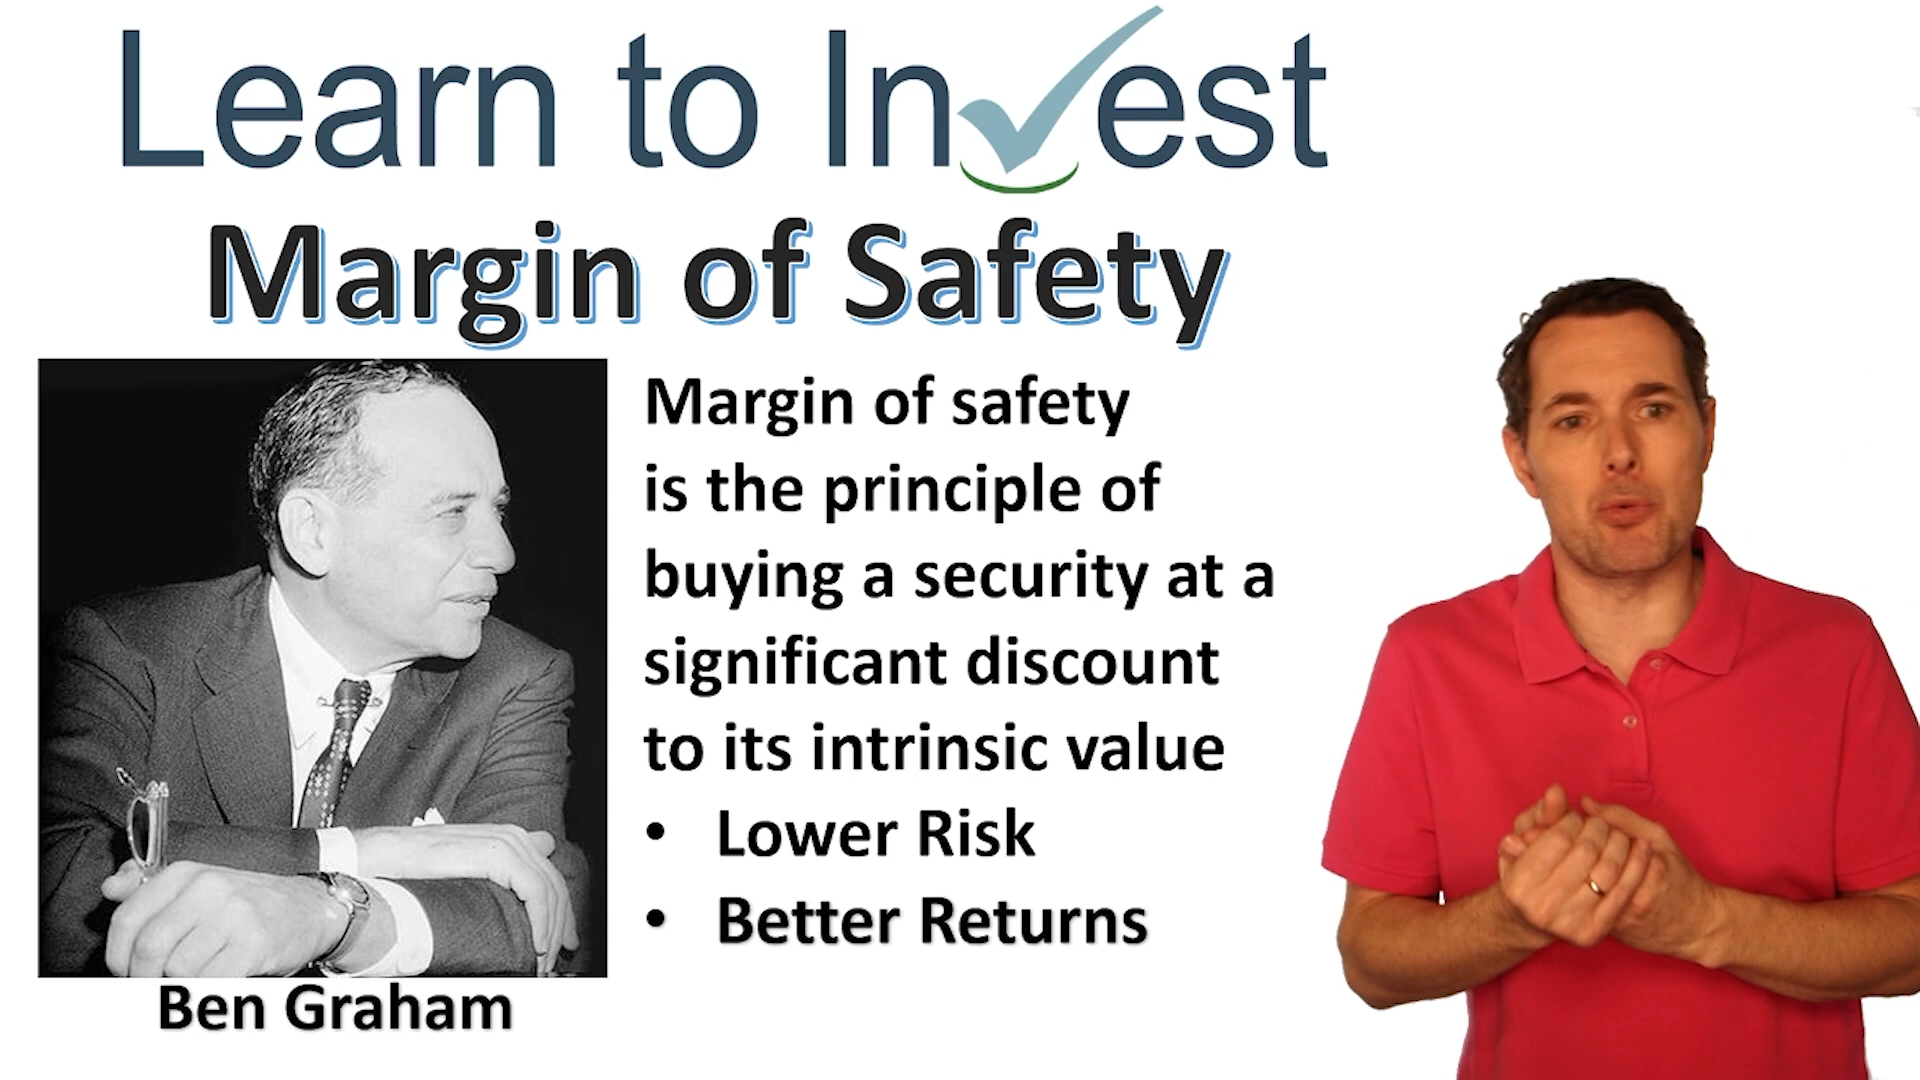 Learn to Invest
Margin of Safety
Margin of safety
is the principle of
buying a security at a
significant discount
to its intrinsic value
• Lower Risk
• Better Returns
Ben Graham